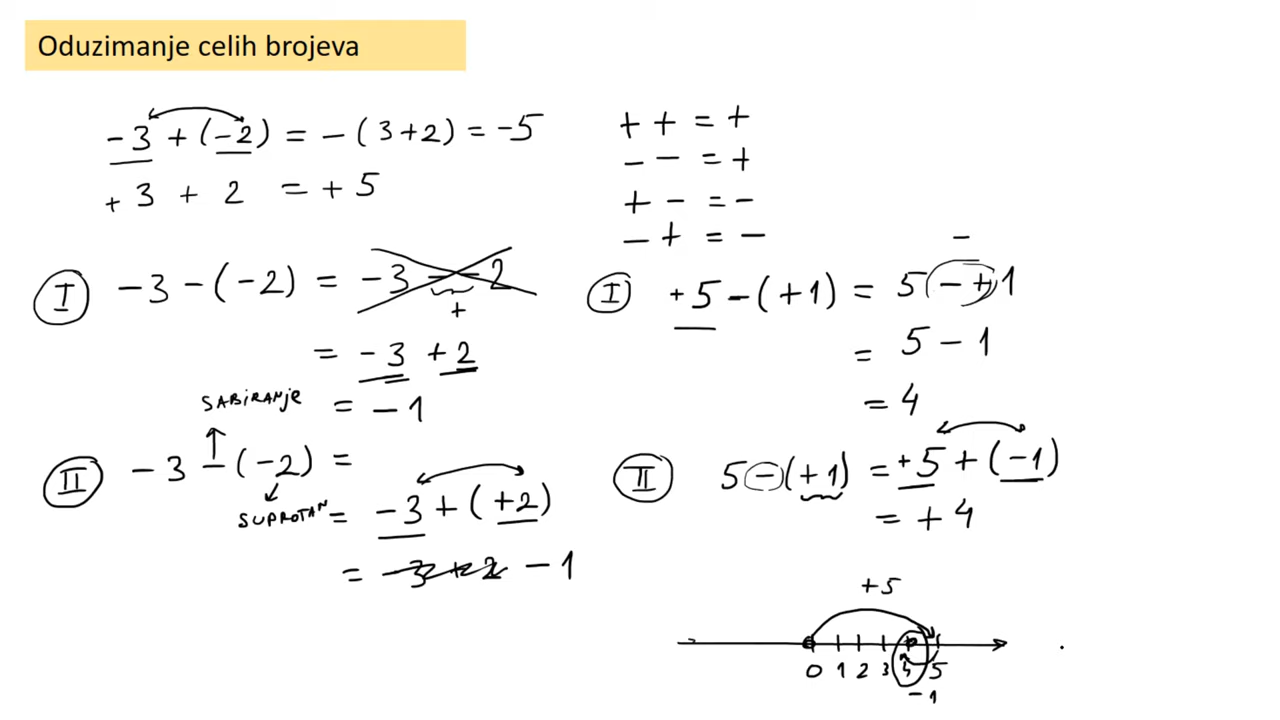 Oduzimanje celih brojeva
-3 + (-2) = - (3+2) = -5
+3 + 2 = +5
+ + = +
- - = +
+ - = -
- + = -
I -3 - (-2) = -3 - - 2
+
= -3 + 2
= -1
SABIRANJE
II -3 - (-2) =
SUPROTAN
= -3 + (+2)
= -3 + 2 -1
-
I +5 - (+1) = 5 - + 1
= 5 - 1
= 4
II 5 - (+1) = +5 + (-1)
= +4
+5
0 1 2 3 4 5
-1